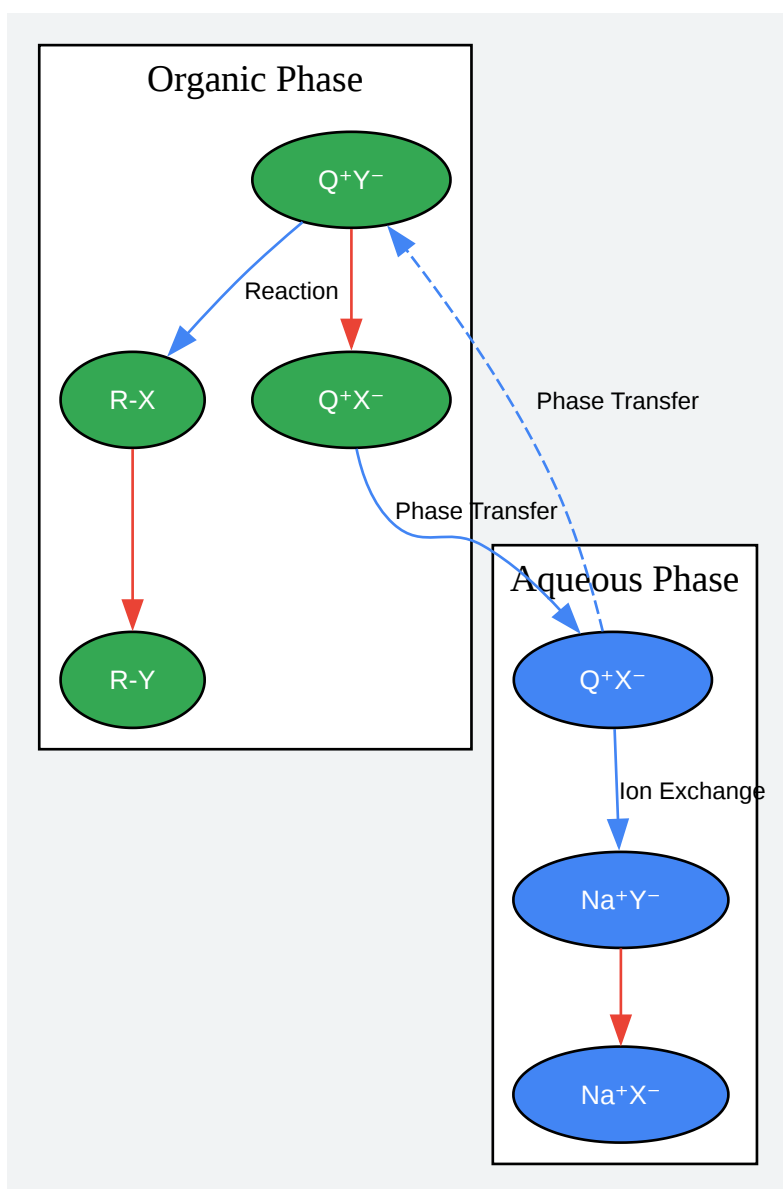 Organic Phase
Q⁺Y⁻
Reaction
R-X
Q⁺X⁻
Phase Transfer
Phase Transfer
R-Y
Aqueous Phase
Q⁺X⁻
Ion Exchange
Na⁺Y⁻
Na⁺X⁻